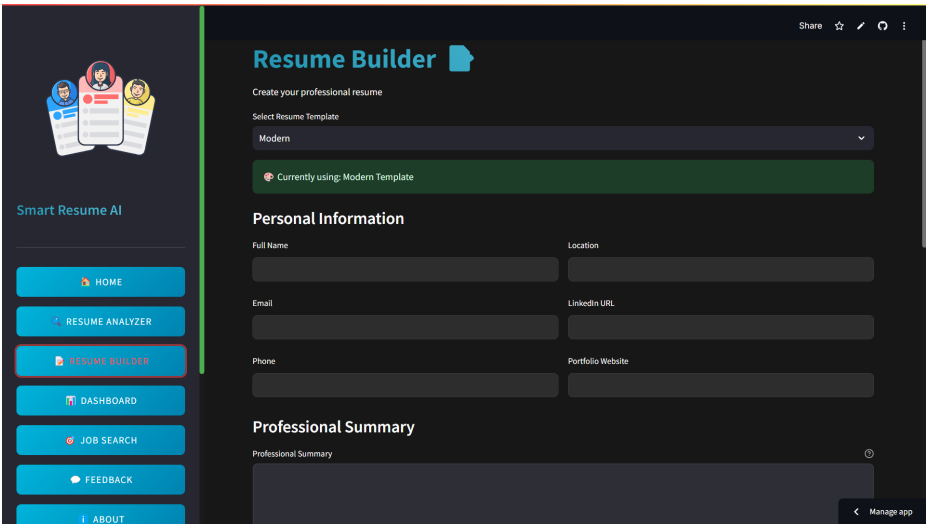 Share
Smart Resume AI
HOME
RESUME ANALYZER
RESUME BUILDER
DASHBOARD
JOB SEARCH
FEEDBACK
ABOUT
Resume Builder
Create your professional resume
Select Resume Template
Modern
Currently using: Modern Template
Personal Information
Full Name
Location
Email
LinkedIn URL
Phone
Portfolio Website
Professional Summary
Professional Summary
Manage app